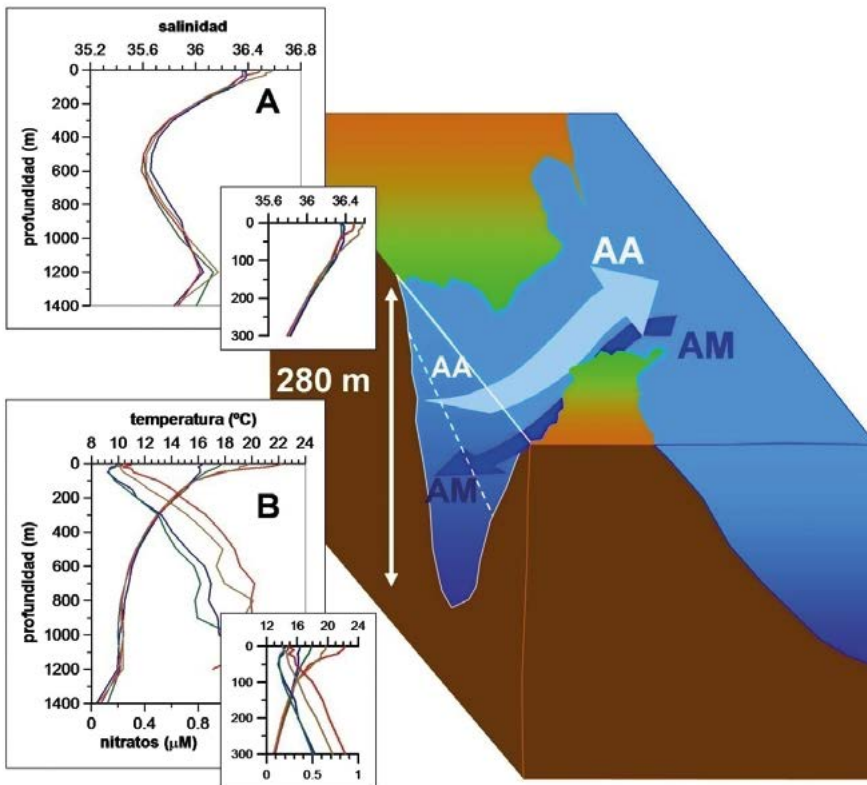 salinidad
35.2 35.6 36 36.4 36.8
0
200
400
600
800
1000
1200
1400
profundidad (m)
A
35.6 36 36.4
0
100
200
300
temperatura (ºC)
8 10 12 14 16 18 20 22 24
0
200
400
600
800
1000
1200
1400
profundidad (m)
B
0 0.4 0.8
nitratos (µM)
12 16 20 24
0
100
200
300
0 0.5 1
280 m
AA
AM
AA
AM